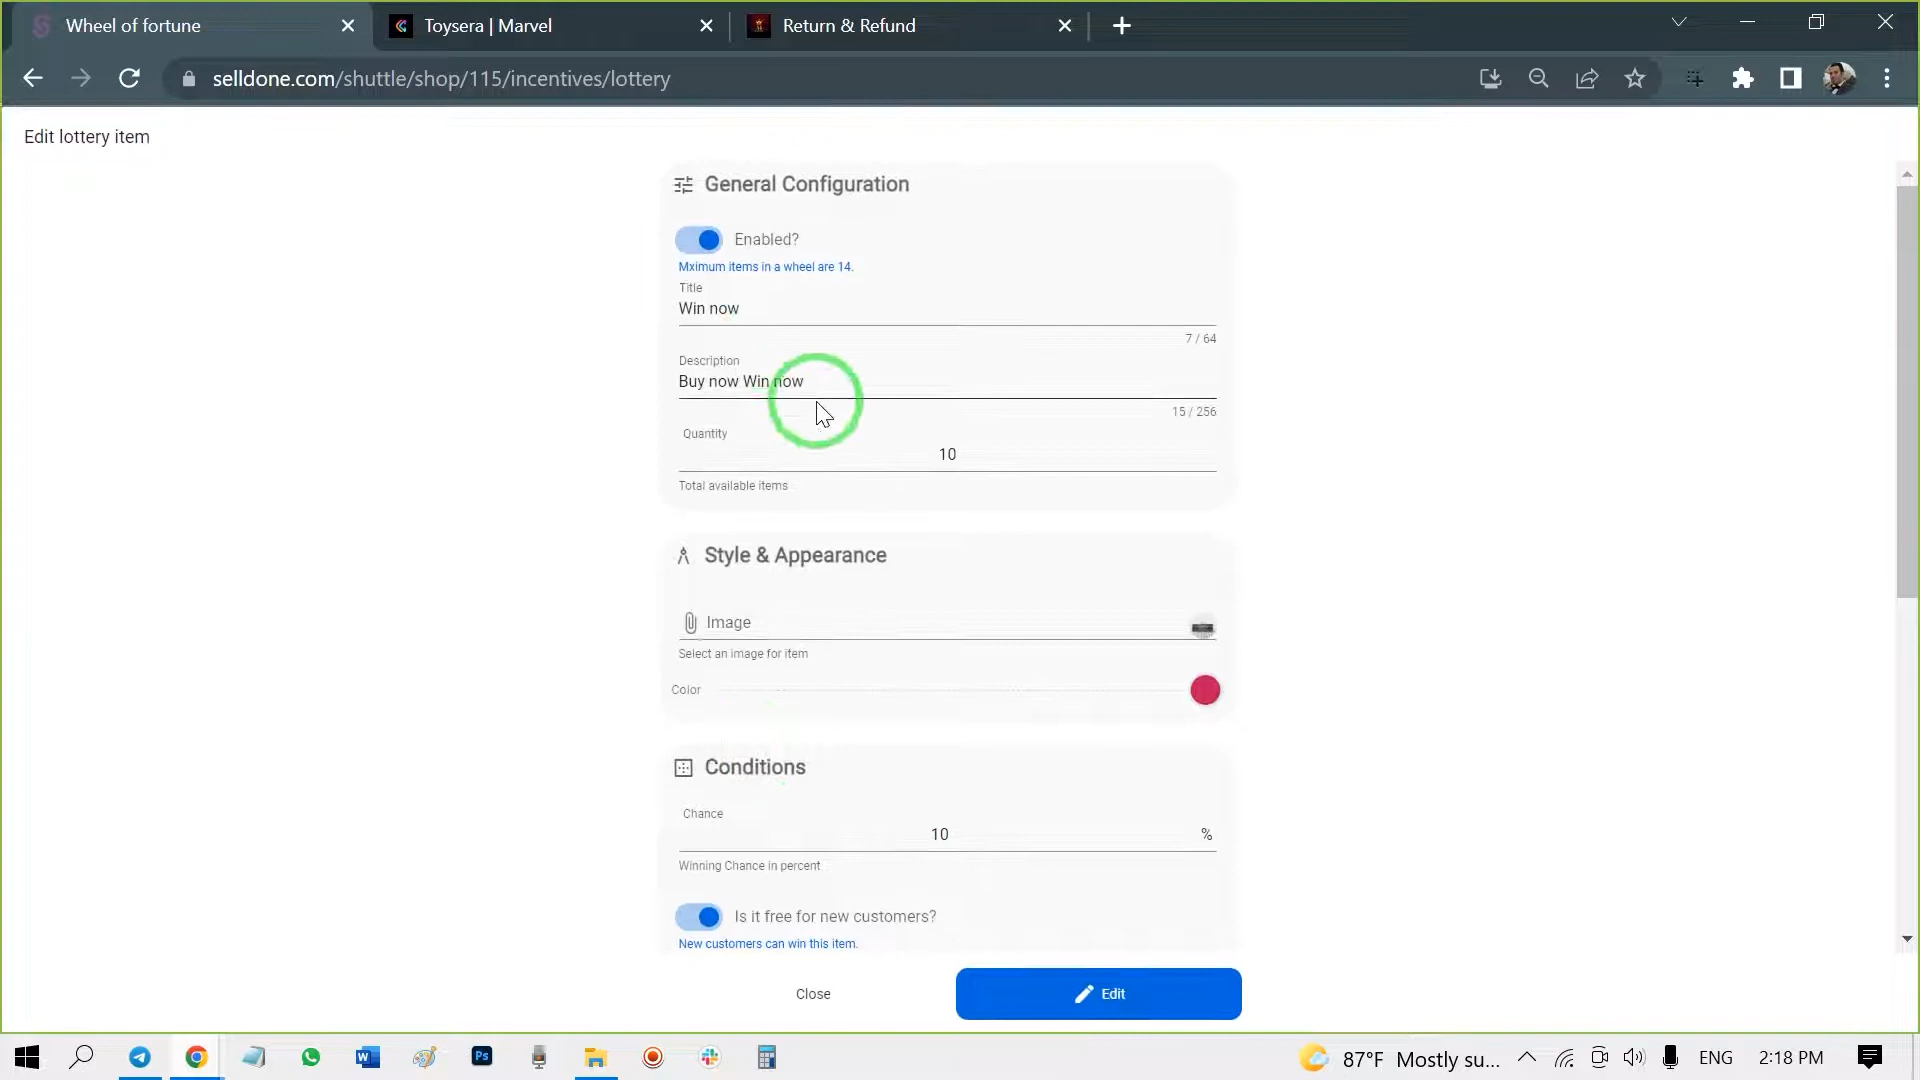 Wheel of fortune
Toysera | Marvel
Return & Refund
selldone.com/shuttle/shop/115/incentives/lottery
Edit lottery item
General Configuration
Enabled?
Mximum items in a wheel are 14.
Title
Win now
7 / 64
Description
Buy now Win now
15 / 256
Quantity
10
Total available items
Style & Appearance
Image
Select an image for item
Color
Conditions
Chance
10 %
Winning Chance in percent
Is it free for new customers?
New customers can win this item.
Close
Edit
87°F Mostly su... ENG 2:18 PM